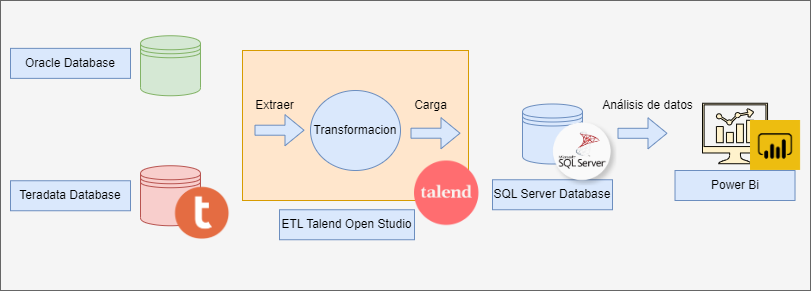 Oracle Database
Teradata Database
t
Extraer
Transformacion
Carga
talend
ETL Talend Open Studio
Microsoft
SQL Server
SQL Server Database
Análisis de datos
Power Bi